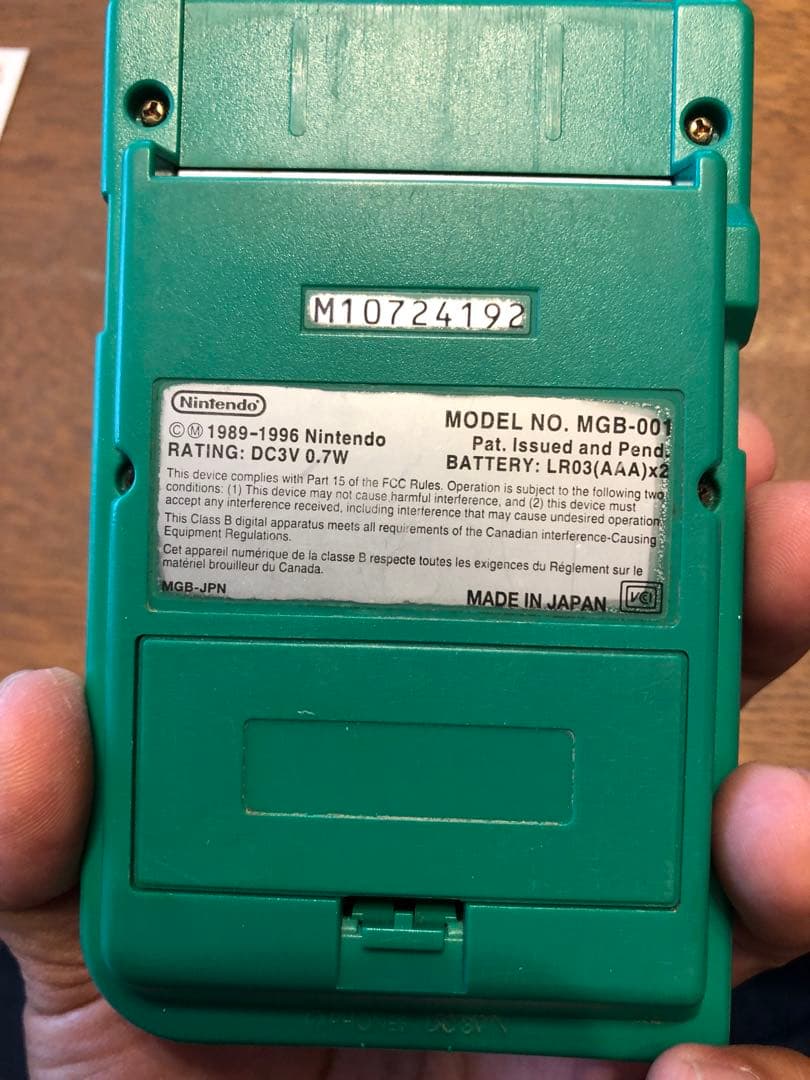 M10724192
Nintendo
©Ⓜ 1989-1996 Nintendo
RATING: DC3V 0.7W
MODEL NO. MGB-001
Pat. Issued and Pend.
BATTERY: LR03(AAA)x2
This device complies with Part 15 of the FCC Rules. Operation is subject to the following two
conditions: (1) This device may not cause harmful interference, and (2) this device must
accept any interference received, including interference that may cause undesired operation.
This Class B digital apparatus meets all requirements of the Canadian interference-Causing
Equipment Regulations.
Cet appareil numérique de la classe B respecte toutes les exigences du Réglement sur le
matériel brouilleur du Canada.
MGB-JPN
MADE IN JAPAN
VCI